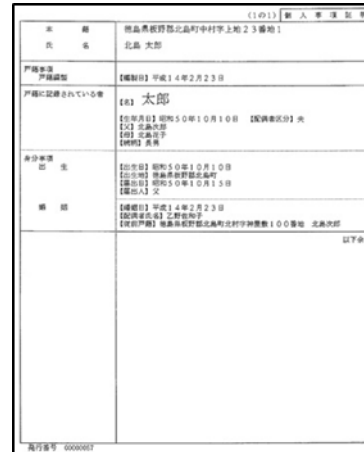 (1の1) 個人事項証明
本籍 徳島県板野郡北島町中村字上地23番地1
氏名 北島 太郎
戸籍事項
戸籍編製 【編製日】平成14年2月23日
戸籍に記録されている者 【名】太郎
【生年月日】昭和50年10月10日 【配偶者区分】夫
【父】北島次郎
【母】北島花子
【続柄】長男
身分事項
出生 【出生日】昭和50年10月10日
【出生地】徳島県板野郡北島町
【届出日】昭和50年10月15日
【届出人】父
婚姻 【婚姻日】平成14年2月23日
【配偶者氏名】乙野佐和子
【従前戸籍】徳島県板野郡北島町北村字神屋敷100番地 北島次郎
以下余
発行番号 00000007